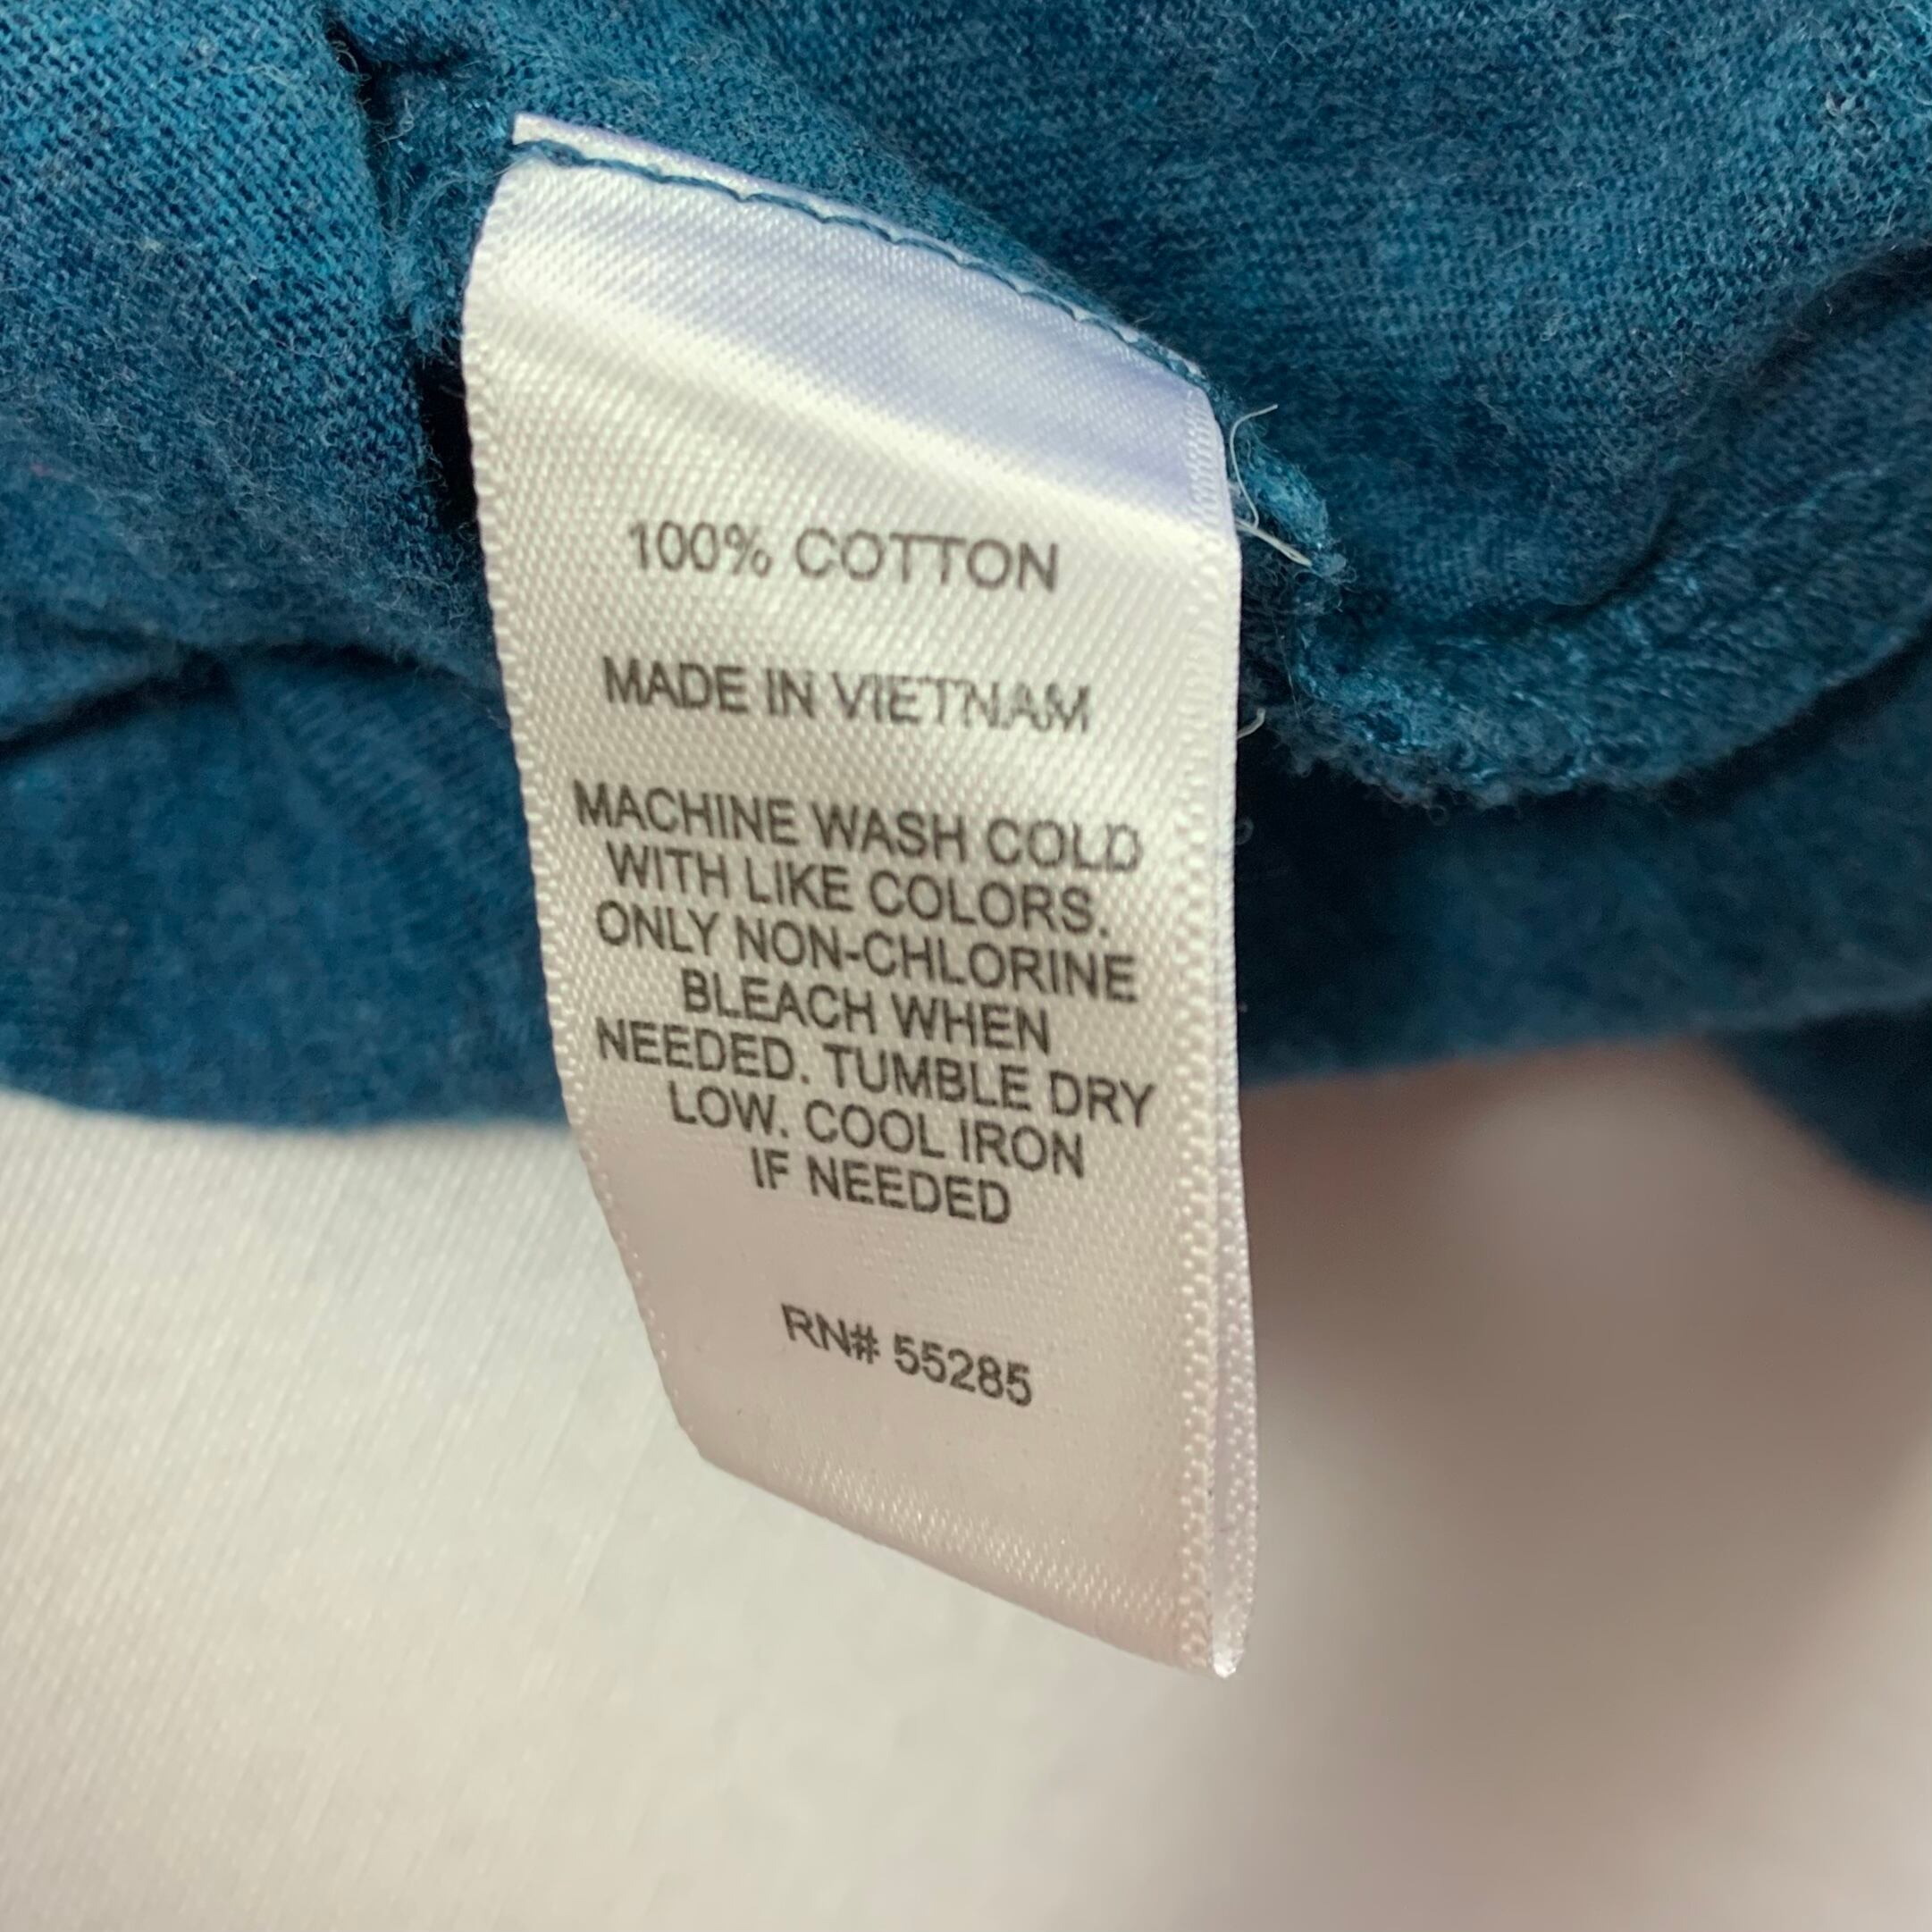 100% COTTON
MADE IN VIETNAM
MACHINE WASH COLD
WITH LIKE COLORS.
ONLY NON-CHLORINE
BLEACH WHEN
NEEDED. TUMBLE DRY
LOW. COOL IRON
IF NEEDED
RN# 55285